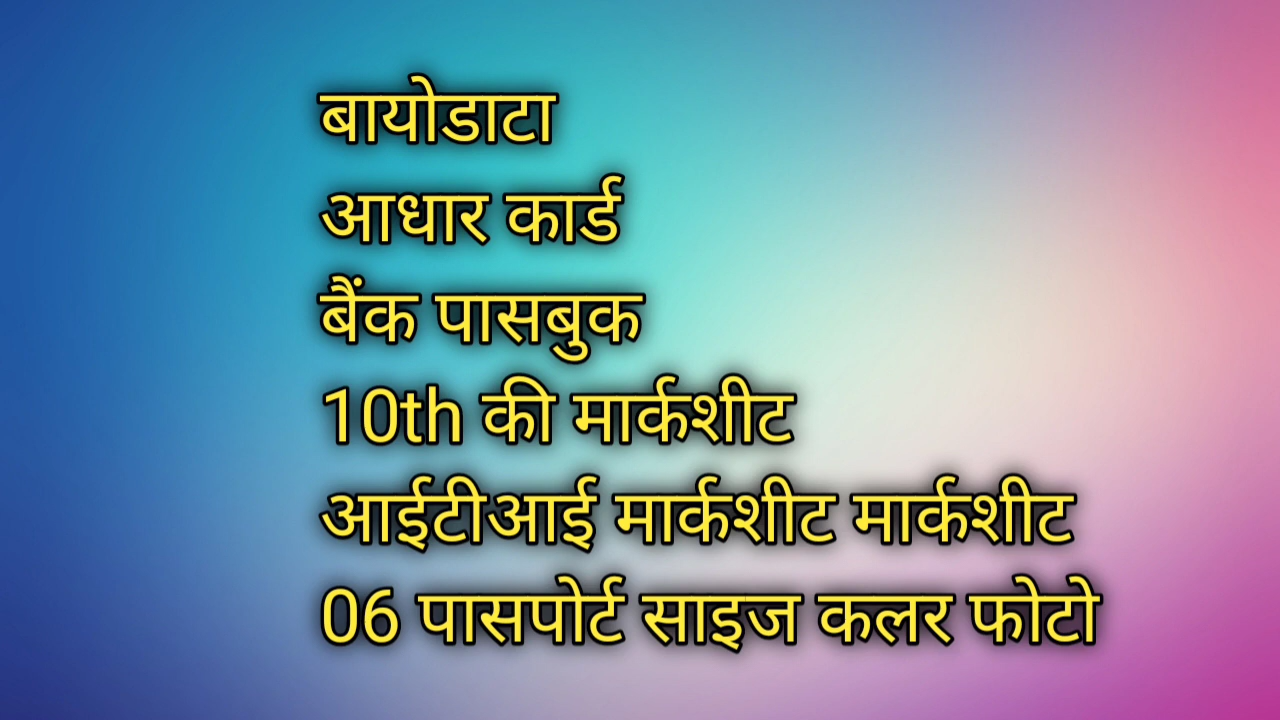 बायोडाटा
आधार कार्ड
बैंक पासबुक
10th की मार्कशीट
आईटीआई मार्कशीट मार्कशीट
06 पासपोर्ट साइज कलर फोटो